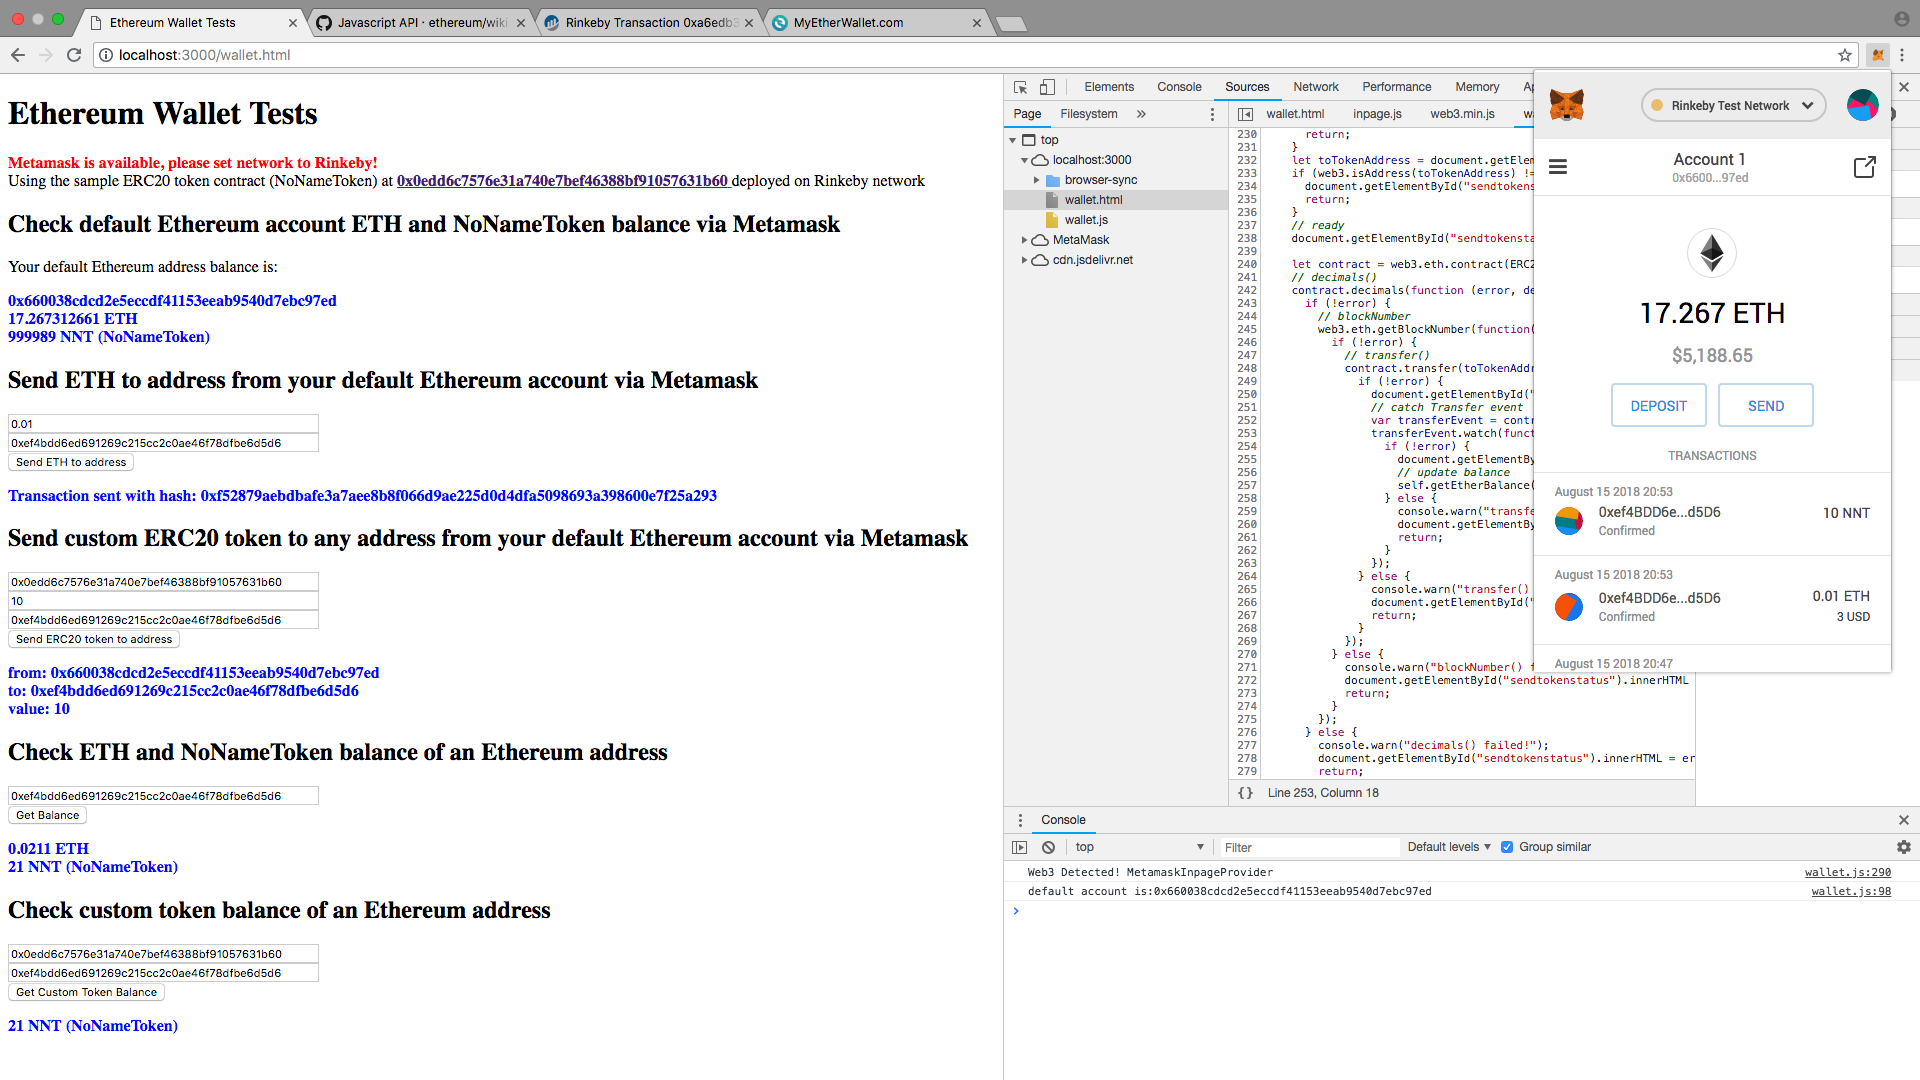 Ethereum Wallet Tests
Javascript API · ethereum/wiki
Rinkeby Transaction 0xa6edb3
MyEtherWallet.com
localhost:3000/wallet.html
Ethereum Wallet Tests
Metamask is available, please set network to Rinkeby!
Using the sample ERC20 token contract (NoNameToken) at 0x0edd6c7576e31a740e7bef46388bf91057631b60 deployed on Rinkeby network
Check default Ethereum account ETH and NoNameToken balance via Metamask
Your default Ethereum address balance is:
0x660038cdcd2e5eccdf41153eeab9540d7ebc97ed
17.267312661 ETH
999989 NNT (NoNameToken)
Send ETH to address from your default Ethereum account via Metamask
0.01
0xef4bdd6ed691269c215cc2c0ae46f78dfbe6d5d6
Send ETH to address
Transaction sent with hash: 0xf52879aebdbafe3a7aee8b8f066d9ae225d0d4dfa5098693a398600e7f25a293
Send custom ERC20 token to any address from your default Ethereum account via Metamask
0x0edd6c7576e31a740e7bef46388bf91057631b60
10
0xef4bdd6ed691269c215cc2c0ae46f78dfbe6d5d6
Send ERC20 token to address
from: 0x660038cdcd2e5eccdf41153eeab9540d7ebc97ed
to: 0xef4bdd6ed691269c215cc2c0ae46f78dfbe6d5d6
value: 10
Check ETH and NoNameToken balance of an Ethereum address
0xef4bdd6ed691269c215cc2c0ae46f78dfbe6d5d6
Get Balance
0.0211 ETH
21 NNT (NoNameToken)
Check custom token balance of an Ethereum address
0x0edd6c7576e31a740e7bef46388bf91057631b60
0xef4bdd6ed691269c215cc2c0ae46f78dfbe6d5d6
Get Custom Token Balance
21 NNT (NoNameToken)
Elements Console Sources Network Performance Memory Ap
Page Filesystem »
top
localhost:3000
browser-sync
wallet.html
wallet.js
MetaMask
cdn.jsdelivr.net
wallet.html inpage.js web3.min.js wa
230 return;
231 }
232 let toTokenAddress = document.getElem
233 if (web3.isAddress(toTokenAddress) !=
234 document.getElementById("sendtokens
235 return;
236 }
237 // ready
238 document.getElementById("sendtokensta
239
240 let contract = web3.eth.contract(ERC2
241 // decimals()
242 contract.decimals(function (error, de
243 if (!error) {
244 // blockNumber
245 web3.eth.getBlockNumber(function(
246 if (!error) {
247 // transfer()
248 contract.transfer(toTokenAddr
249 if (!error) {
250 document.getElementById("
251 // catch Transfer event
252 var transferEvent = contr
253 transferEvent.watch(funct
254 if (!error) {
255 document.getElementBy
256 // update balance
257 self.getEtherBalance(
258 } else {
259 console.warn("transfe
260 document.getElementBy
261 return;
262 }
263 });
264 } else {
265 console.warn("transfer()
266 document.getElementById("
267 return;
268 }
269 });
270 } else {
271 console.warn("blockNumber() f
272 document.getElementById("sendtokenstatus").innerHTML
273 return;
274 }
275 });
276 } else {
277 console.warn("decimals() failed!");
278 document.getElementById("sendtokenstatus").innerHTML = er
279 return;
{} Line 253, Column 18
Rinkeby Test Network
Account 1
0x6600...97ed
17.267 ETH
$5,188.65
DEPOSIT
SEND
TRANSACTIONS
August 15 2018 20:53
0xef4BDD6e...d5D6
10 NNT
Confirmed
August 15 2018 20:53
0xef4BDD6e...d5D6
0.01 ETH
Confirmed
3 USD
August 15 2018 20:47
Console
top
Filter
Default levels
Group similar
Web3 Detected! MetamaskInpageProvider wallet.js:290
default account is:0x660038cdcd2e5eccdf41153eeab9540d7ebc97ed wallet.js:98